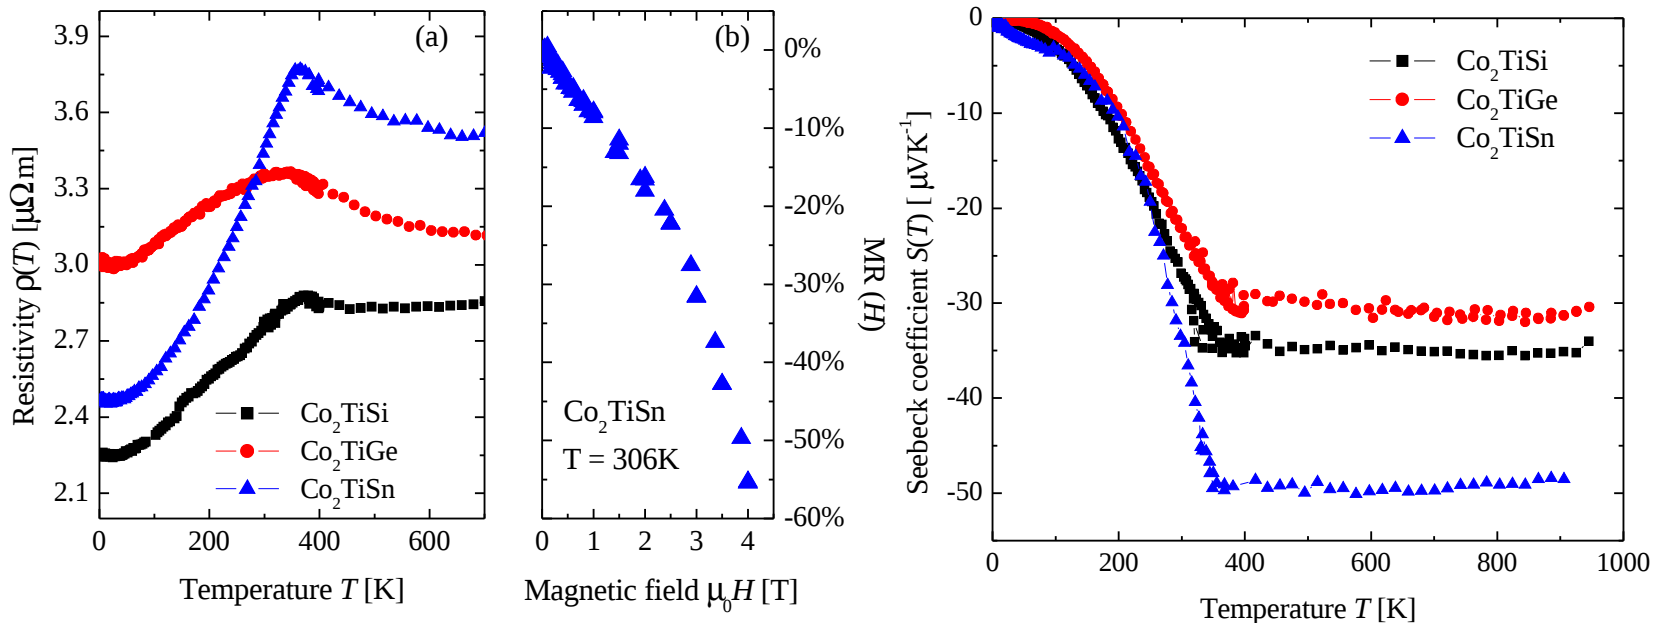 (a)
3.9
3.6
3.3
3.0
2.7
2.4
2.1
Resistivity ρ(T) [μΩm]
Co2TiSi
Co2TiGe
Co2TiSn
0 200 400 600
Temperature T [K]
(b)
0%
-10%
-20%
-30%
-40%
-50%
-60%
MR (H)
Co2TiSn
T = 306K
0 1 2 3 4
Magnetic field μ0H [T]
0
-10
-20
-30
-40
-50
Seebeck coefficient S(T) [ μVK-1]
Co2TiSi
Co2TiGe
Co2TiSn
0 200 400 600 800 1000
Temperature T [K]